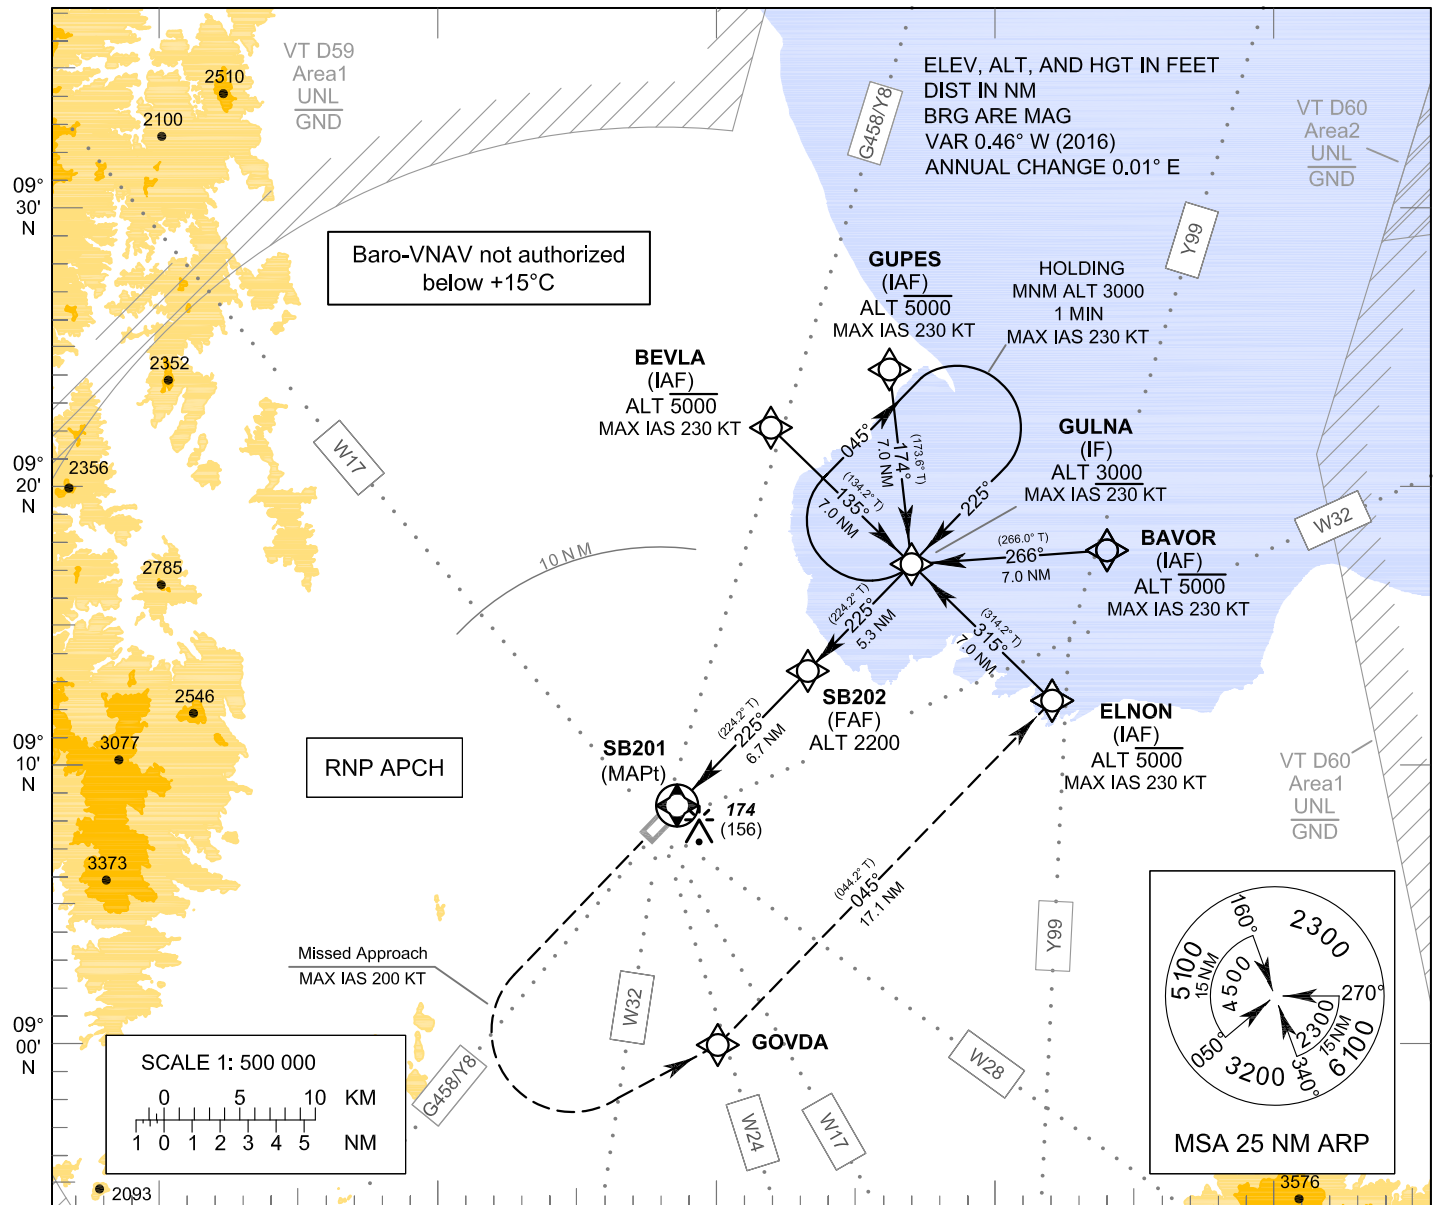 VT D59
Area1
UNL
GND
2510
2100
ELEV, ALT, AND HGT IN FEET
DIST IN NM
BRG ARE MAG
VAR 0.46° W (2016)
ANNUAL CHANGE 0.01° E
G458/Y8
VT D60
Area2
UNL
GND
09°
30'
N
Y99
Baro-VNAV not authorized
below +15°C
GUPES
(IAF)
ALT 5000
MAX IAS 230 KT
HOLDING
MNM ALT 3000
1 MIN
MAX IAS 230 KT
BEVLA
(IAF)
ALT 5000
MAX IAS 230 KT
2352
GULNA
(IF)
ALT 3000
MAX IAS 230 KT
045°
(173.6° T)
174°
7.0 NM
(134.2° T)
135°
7.0 NM
225°
W17
2356
09°
20'
N
W32
BAVOR
(IAF)
ALT 5000
MAX IAS 230 KT
(266.0° T)
266°
7.0 NM
10 NM
2785
(224.2° T)
225°
5.3 NM
(314.2° T)
315°
7.0 NM
2546
SB202
(FAF)
ALT 2200
ELNON
(IAF)
ALT 5000
MAX IAS 230 KT
(224.2° T)
225°
6.7 NM
3077
09°
10'
N
RNP APCH
SB201
(MAPt)
174
(156)
VT D60
Area1
UNL
GND
3373
(044.2° T)
045°
17.1 NM
Missed Approach
MAX IAS 200 KT
Y99
W32
160°
2300
5100
15 NM
4500
270°
2300
15 NM
6100
050°
3200
340°
MSA 25 NM ARP
09°
00'
N
GOVDA
SCALE 1: 500 000
0 5 10 KM
1 0 1 2 3 4 5 NM
G458/Y8
W28
W24
W17
2093
3576